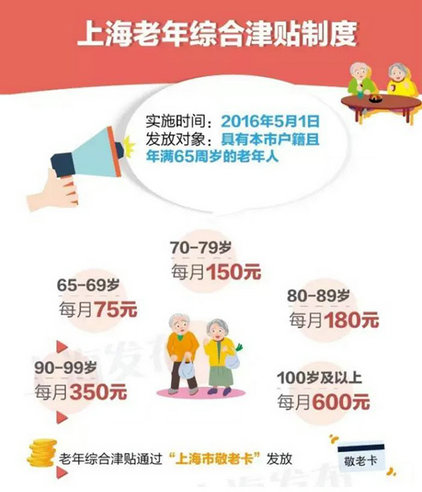 上海老年综合津贴制度
实施时间：2016年5月1日
发放对象：具有本市户籍且
年满65周岁的老年人
70-79岁
每月150元
65-69岁
每月75元
80-89岁
每月180元
90-99岁
每月350元
100岁及以上
每月600元
老年综合津贴通过“上海市敬老卡”发放
敬老卡